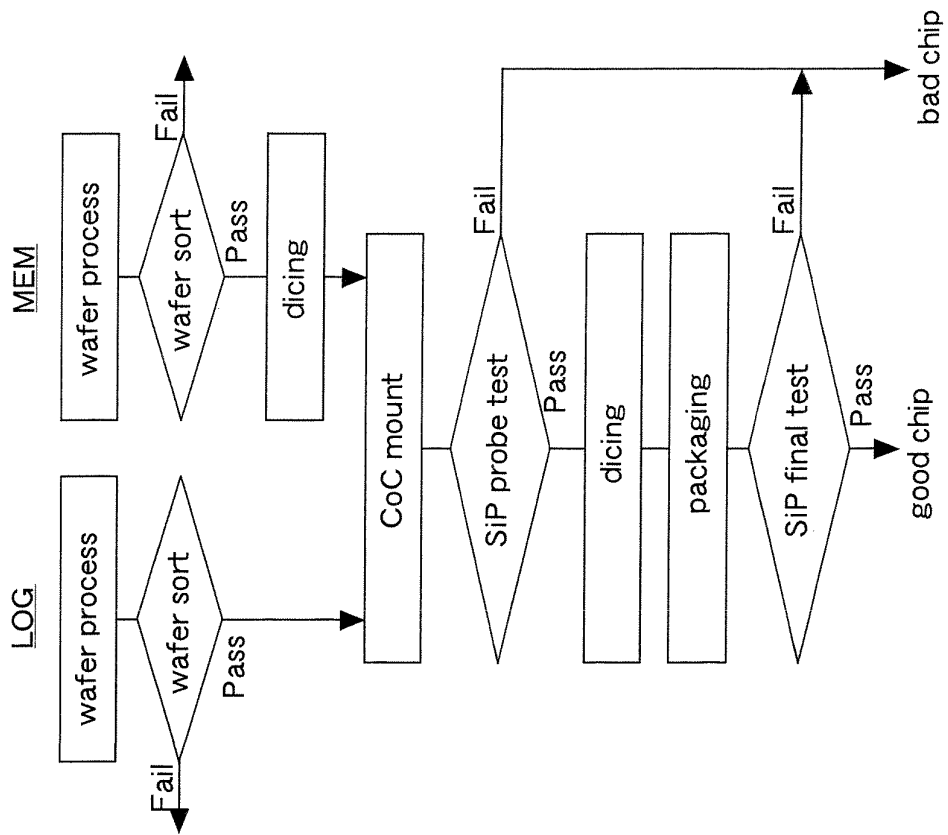 LOG
MEM
wafer process
wafer process
wafer sort
wafer sort
Fail
Pass
Fail
Pass
dicing
CoC mount
SiP probe test
Fail
Pass
dicing
packaging
SiP final test
Fail
Pass
good chip
bad chip